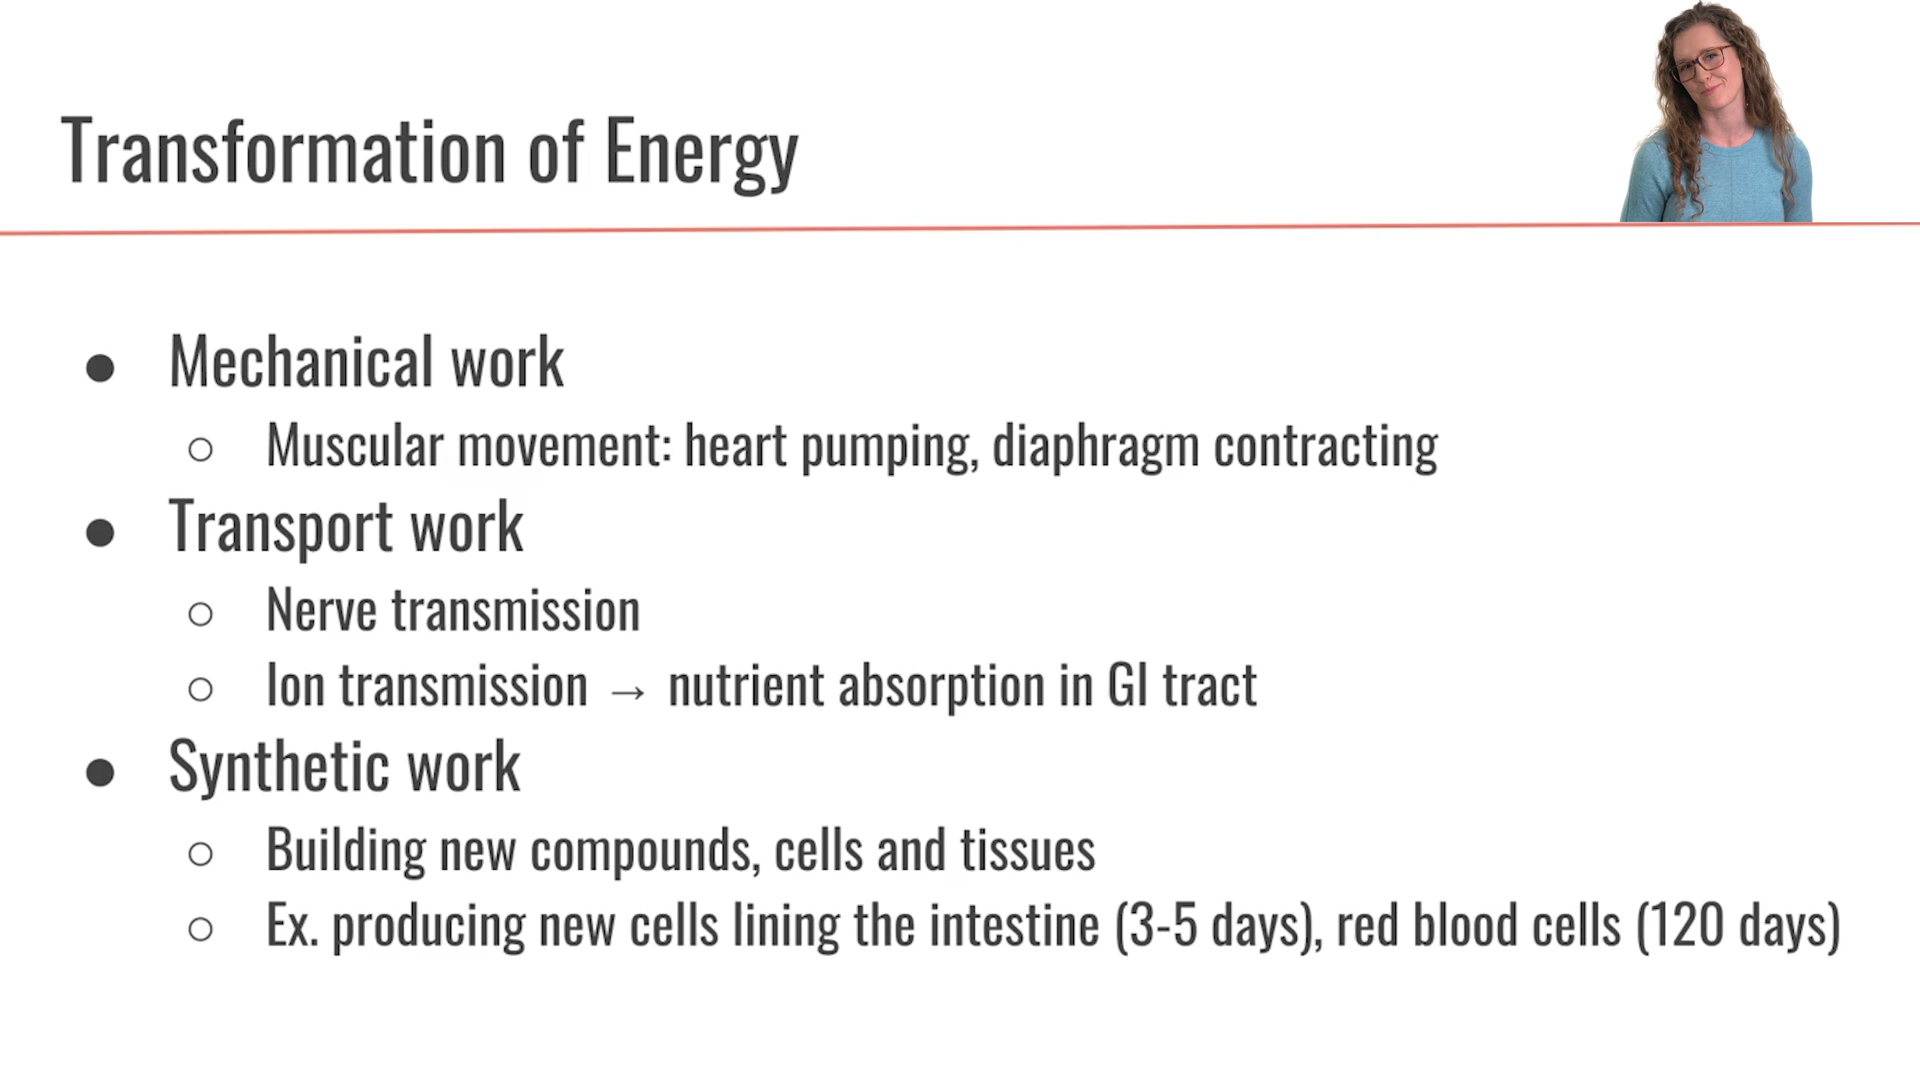 Transformation of Energy
● Mechanical work
○ Muscular movement: heart pumping, diaphragm contracting
● Transport work
○ Nerve transmission
○ Ion transmission → nutrient absorption in GI tract
● Synthetic work
○ Building new compounds, cells and tissues
○ Ex. producing new cells lining the intestine (3-5 days), red blood cells (120 days)